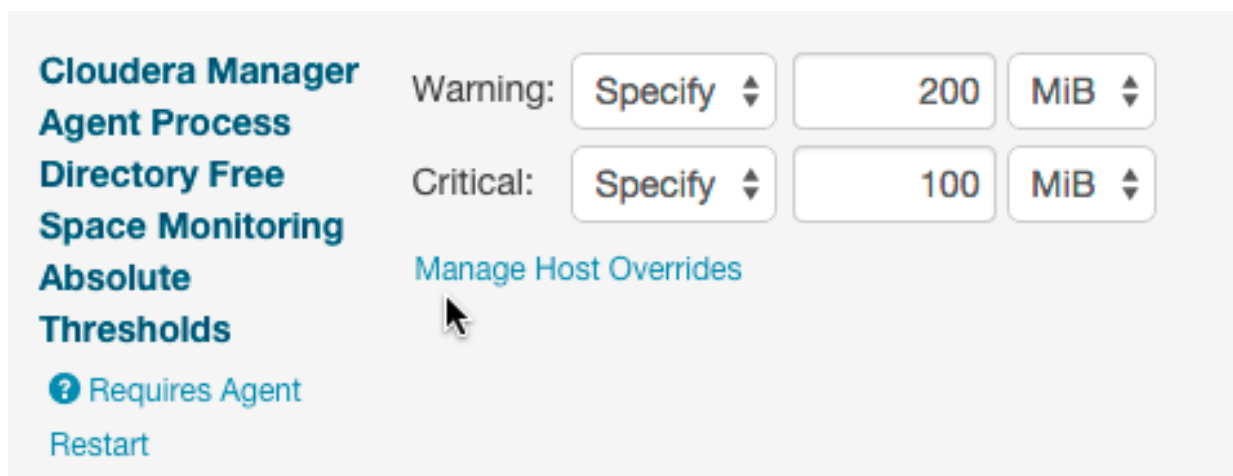 Cloudera Manager
Agent Process
Directory Free
Space Monitoring
Absolute
Thresholds
? Requires Agent
Restart
Warning: Specify 200 MiB
Critical: Specify 100 MiB
Manage Host Overrides